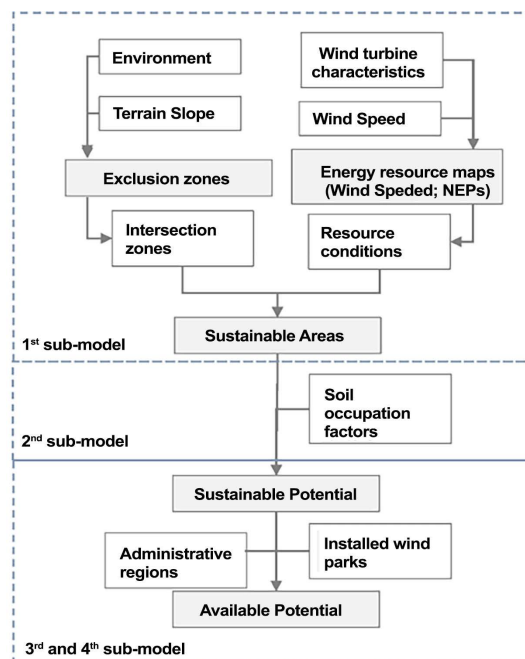 Environment
Terrain Slope
Exclusion zones
Intersection
zones
Wind turbine
characteristics
Wind Speed
Energy resource maps
(Wind Speded; NEPs)
Resource
conditions
Sustainable Areas
1st sub-model
Soil
occupation
factors
2nd sub-model
Sustainable Potential
Administrative
regions
Installed wind
parks
Available Potential
3rd and 4th sub-model